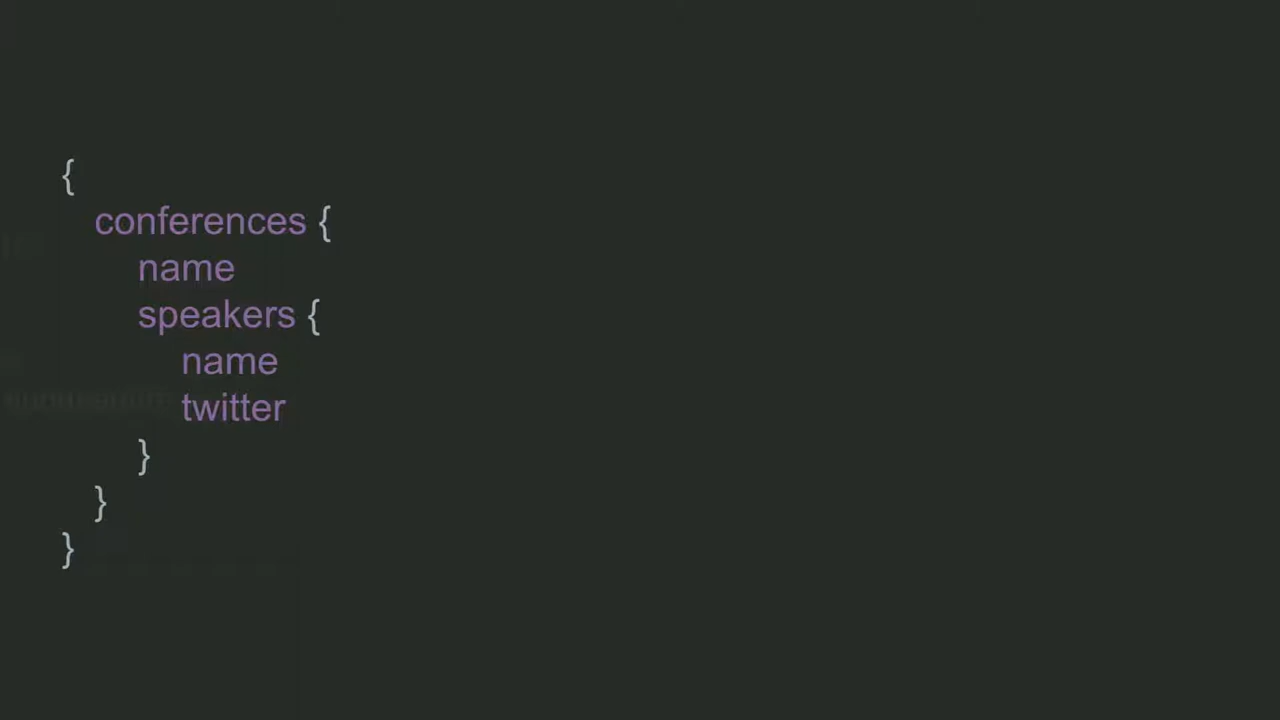 {
conferences {
name
speakers {
name
twitter
}
}
}